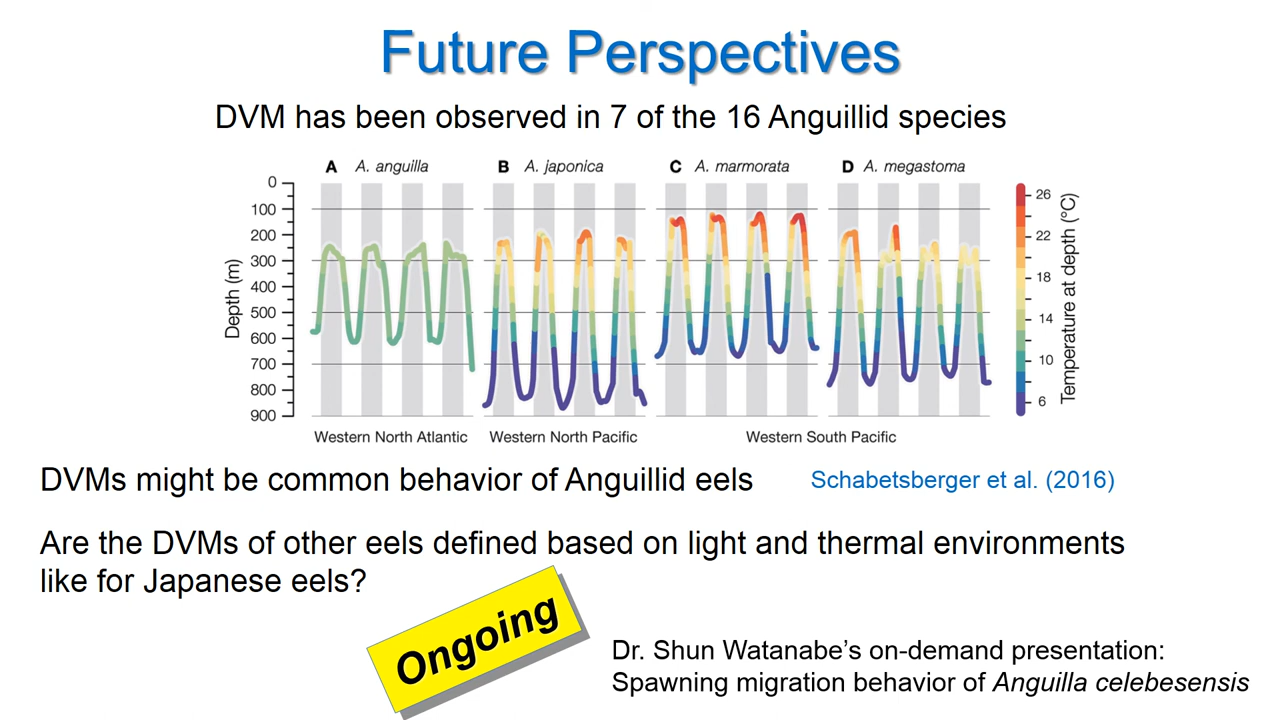 Future Perspectives
DVM has been observed in 7 of the 16 Anguillid species
A A. anguilla
B A. japonica
C A. marmorata
D A. megastoma
Depth (m)
0
100
200
300
400
500
600
700
800
900
Temperature at depth (°C)
26
22
18
14
10
6
Western North Atlantic
Western North Pacific
Western South Pacific
DVMs might be common behavior of Anguillid eels
Schabetsberger et al. (2016)
Are the DVMs of other eels defined based on light and thermal environments
like for Japanese eels?
Ongoing
Dr. Shun Watanabe’s on-demand presentation:
Spawning migration behavior of Anguilla celebesensis